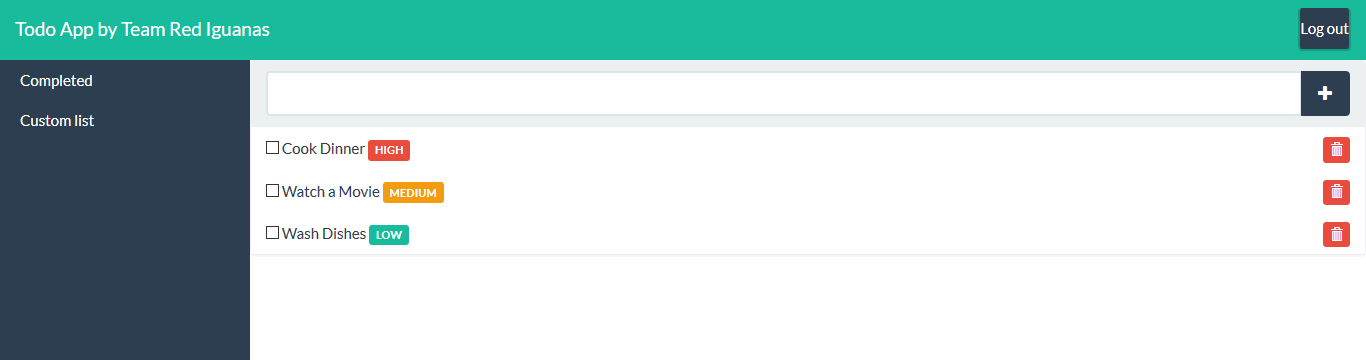 Todo App by Team Red Iguanas
Log out
Completed
Custom list
Cook Dinner HIGH
Watch a Movie MEDIUM
Wash Dishes LOW